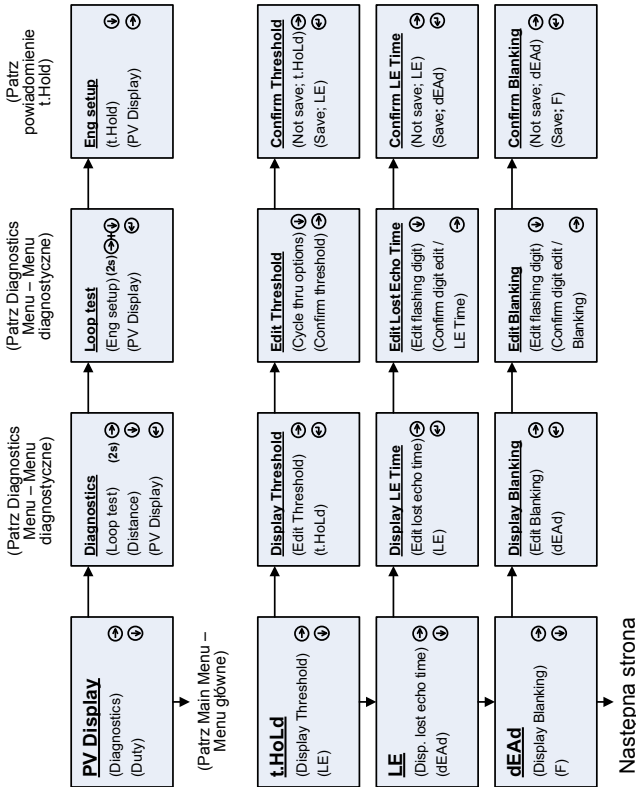 (Patrz Diagnostics
Menu – Menu
diagnostyczne)
(Patrz Diagnostics
Menu – Menu
diagnostyczne)
(Patrz
powiadomienie
t.Hold)
PV Display
(Diagnostics)
(Duty)
Diagnostics
(Loop test) (2s)
(Distance)
(PV Display)
Loop test
(Eng setup) (2s) +
(PV Display)
Eng setup
(t.Hold)
(PV Display)
(Patrz Main Menu –
Menu główne)
t.HoLd
(Display Threshold)
(LE)
Display Threshold
(Edit Threshold)
(t.HoLd)
Edit Threshold
(Cycle thru options)
(Confirm threshold)
Confirm Threshold
(Not save; t.HoLd)
(Save; LE)
LE
(Disp. lost echo time)
(dEAd)
Display LE Time
(Edit lost echo time)
(LE)
Edit Lost Echo Time
(Edit flashing digit)
(Confirm digit edit /
LE Time)
Confirm LE Time
(Not save; LE)
(Save; dEAd)
dEAd
(Display Blanking)
(F)
Display Blanking
(Edit Blanking)
(dEAd)
Edit Blanking
(Edit flashing digit)
(Confirm digit edit /
Blanking)
Confirm Blanking
(Not save; dEAd)
(Save; F)
Następna strona